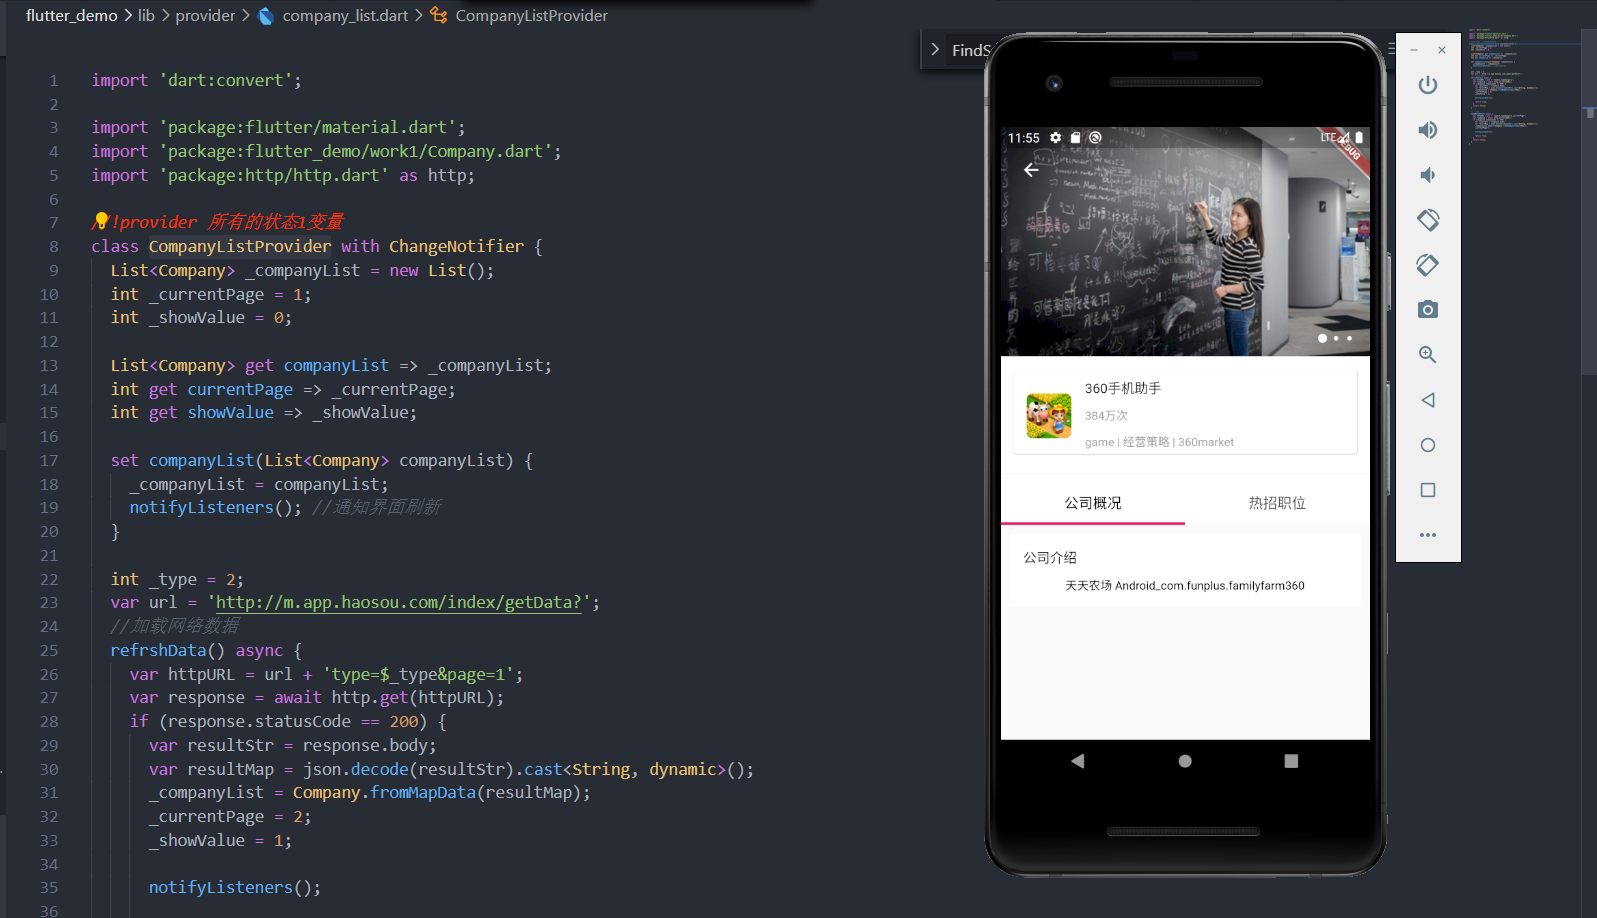 flutter_demo > lib > provider > company_list.dart > CompanyListProvider
1 import 'dart:convert';
2
3 import 'package:flutter/material.dart';
4 import 'package:flutter_demo/work1/Company.dart';
5 import 'package:http/http.dart' as http;
6
7 //!provider 所有的状态1变量
8 class CompanyListProvider with ChangeNotifier {
9 List<Company> _companyList = new List();
10 int _currentPage = 1;
11 int _showValue = 0;
12
13 List<Company> get companyList => _companyList;
14 int get currentPage => _currentPage;
15 int get showValue => _showValue;
16
17 set companyList(List<Company> companyList) {
18 _companyList = companyList;
19 notifyListeners(); //通知界面刷新
20 }
21
22 int _type = 2;
23 var url = 'http://m.app.haosou.com/index/getData?';
24 //加载网络数据
25 refrshData() async {
26 var httpURL = url + 'type=$_type&page=1';
27 var response = await http.get(httpURL);
28 if (response.statusCode == 200) {
29 var resultStr = response.body;
30 var resultMap = json.decode(resultStr).cast<String, dynamic>();
31 _companyList = Company.fromMapData(resultMap);
32 _currentPage = 2;
33 _showValue = 1;
34
35 notifyListeners();
36
FindS
11:55 LTE
360手机助手
384万次
game | 经营策略 | 360market
公司概况 热招职位
公司介绍
天天农场 Android_com.funplus.familyfarm360